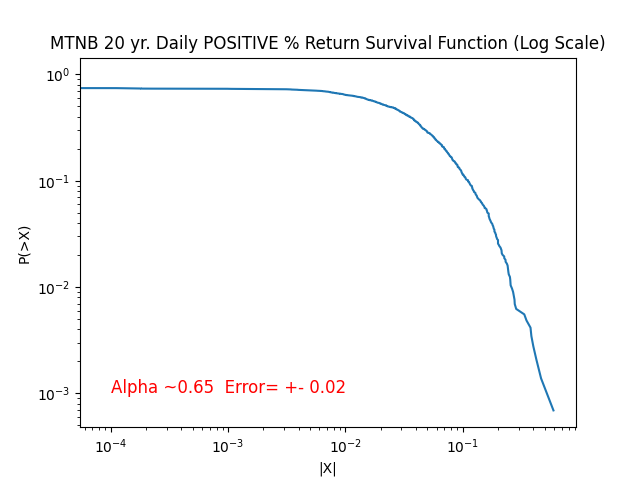 MTNB 20 yr. Daily POSITIVE % Return Survival Function (Log Scale)
10⁰
10⁻¹
10⁻²
10⁻³
P(>X)
Alpha ~0.65  Error= +- 0.02
10⁻⁴ 10⁻³ 10⁻² 10⁻¹
|X|